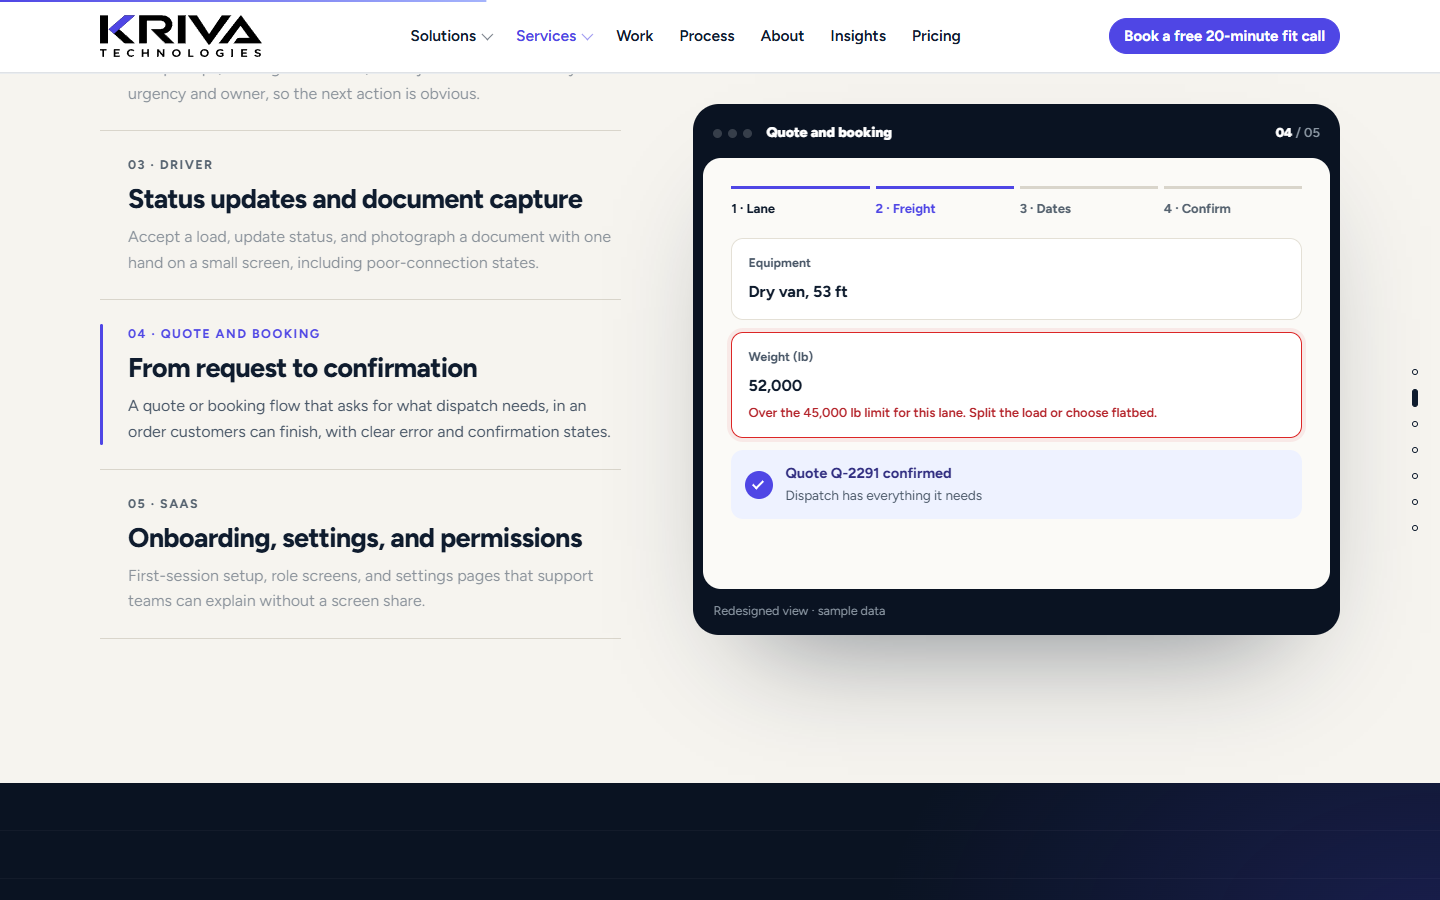 KRIVA
TECHNOLOGIES
Solutions
Services
Work
Process
About
Insights
Pricing
Book a free 20-minute fit call
urgency and owner, so the next action is obvious.
03 · DRIVER
Status updates and document capture
Accept a load, update status, and photograph a document with one
hand on a small screen, including poor-connection states.
04 · QUOTE AND BOOKING
From request to confirmation
A quote or booking flow that asks for what dispatch needs, in an
order customers can finish, with clear error and confirmation states.
05 · SAAS
Onboarding, settings, and permissions
First-session setup, role screens, and settings pages that support
teams can explain without a screen share.
Quote and booking
04 / 05
1 · Lane
2 · Freight
3 · Dates
4 · Confirm
Equipment
Dry van, 53 ft
Weight (lb)
52,000
Over the 45,000 lb limit for this lane. Split the load or choose flatbed.
Quote Q-2291 confirmed
Dispatch has everything it needs
Redesigned view · sample data